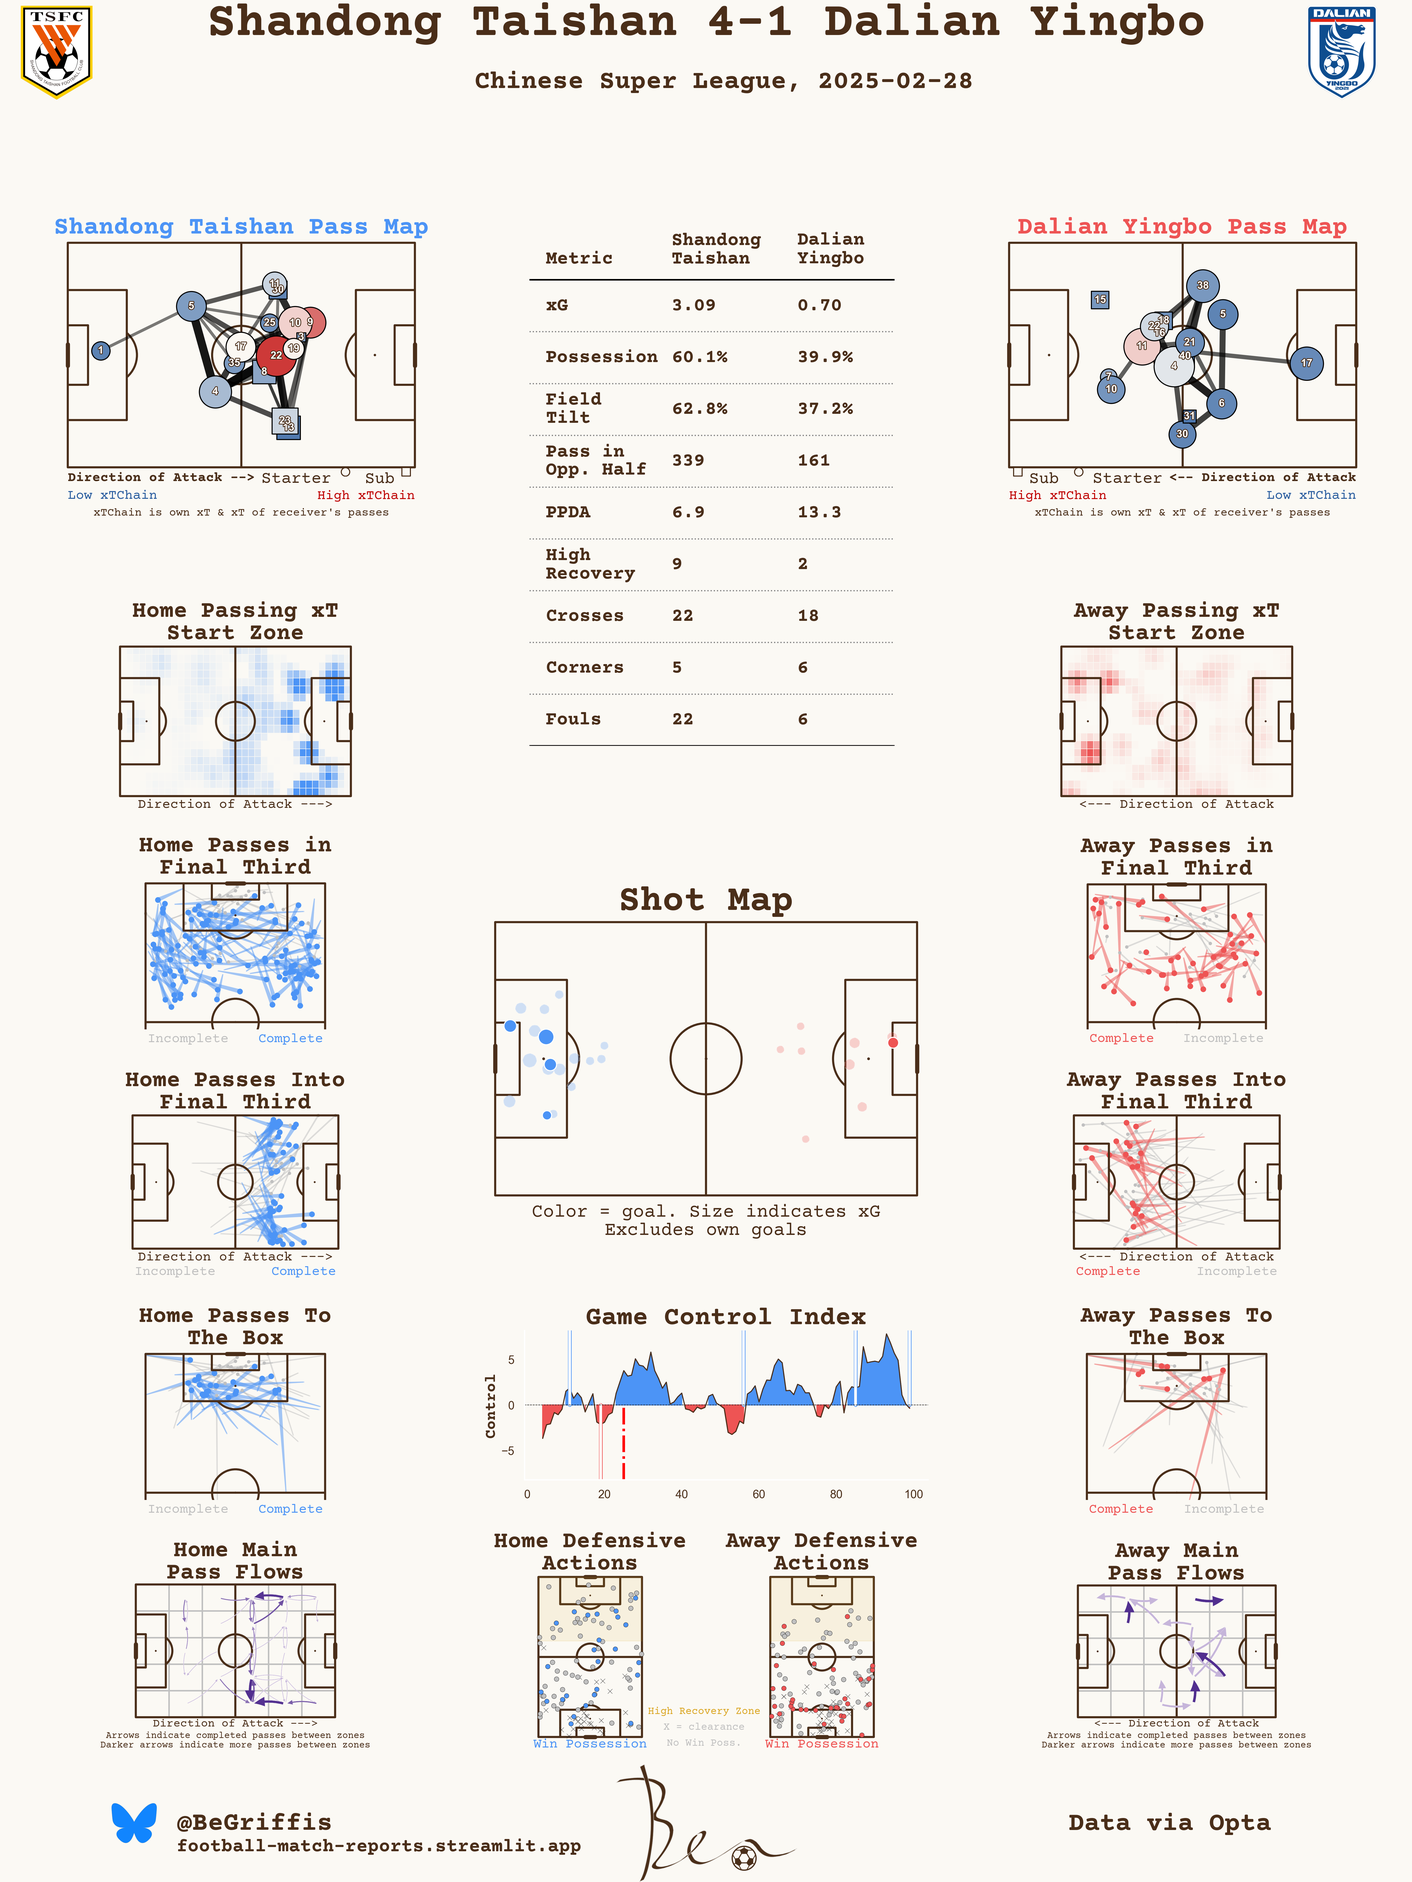 Shandong Taishan 4-1 Dalian Yingbo
Chinese Super League, 2025-02-28
TSFC
DALIAN
YINGBO
Shandong Taishan Pass Map
1
5
4
17
35
25
11
30
10
9
3
19
22
8
23
13
Direction of Attack --> Starter Sub
Low xTChain High xTChain
xTChain is own xT & xT of receiver's passes
Metric Shandong Taishan Dalian Yingbo
xG 3.09 0.70
Possession 60.1% 39.9%
Field Tilt 62.8% 37.2%
Pass in Opp. Half 339 161
PPDA 6.9 13.3
High Recovery 9 2
Crosses 22 18
Corners 5 6
Fouls 22 6
Dalian Yingbo Pass Map
15
38
5
18
22
16
11
21
40
4
17
7
10
6
31
30
Sub Starter <-- Direction of Attack
High xTChain Low xTChain
xTChain is own xT & xT of receiver's passes
Home Passing xT
Start Zone
Direction of Attack --->
Away Passing xT
Start Zone
<--- Direction of Attack
Home Passes in
Final Third
Incomplete Complete
Away Passes in
Final Third
Complete Incomplete
Shot Map
Color = goal. Size indicates xG
Excludes own goals
Home Passes Into
Final Third
Direction of Attack --->
Incomplete Complete
Away Passes Into
Final Third
<--- Direction of Attack
Complete Incomplete
Home Passes To
The Box
Incomplete Complete
Game Control Index
Control
5
0
−5
0 20 40 60 80 100
Away Passes To
The Box
Complete Incomplete
Home Main
Pass Flows
Direction of Attack --->
Arrows indicate completed passes between zones
Darker arrows indicate more passes between zones
Home Defensive
Actions
Win Possession
Away Defensive
Actions
Win Possession
High Recovery Zone
X = clearance
No Win Poss.
Away Main
Pass Flows
<--- Direction of Attack
Arrows indicate completed passes between zones
Darker arrows indicate more passes between zones
@BeGriffis
football-match-reports.streamlit.app
Ben
Data via Opta